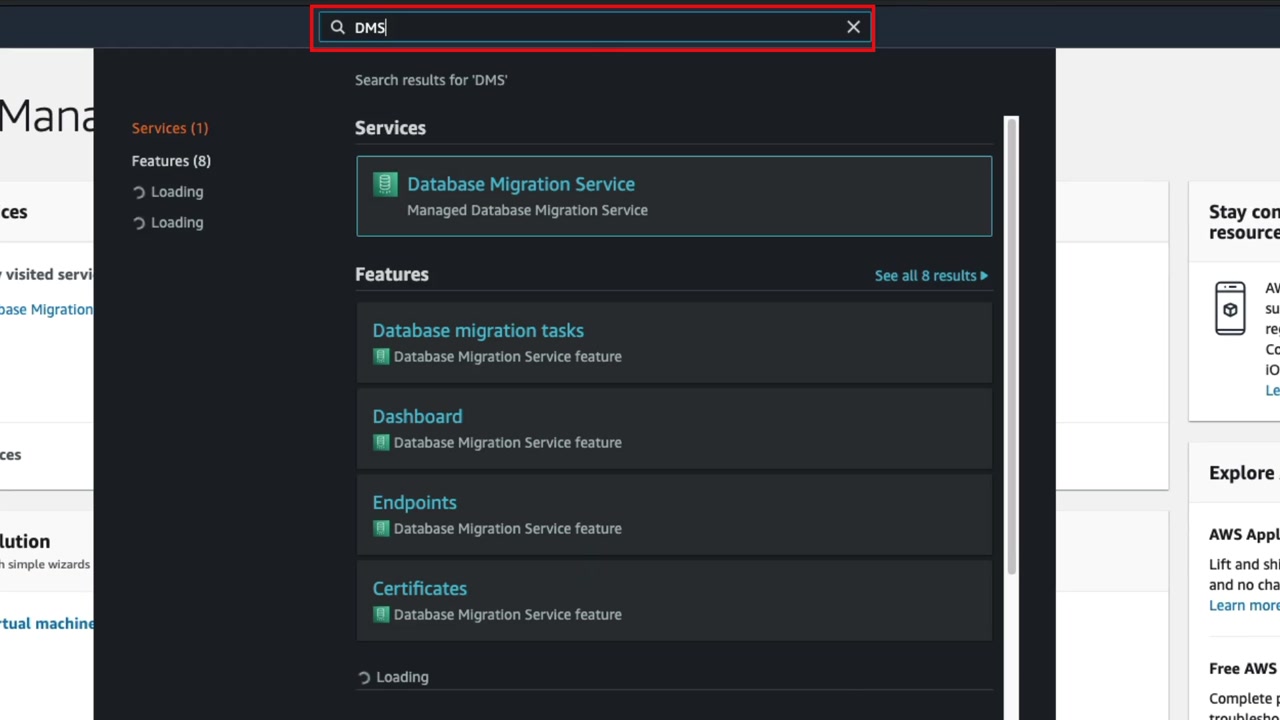 DMS
Search results for 'DMS'
Mana
Services (1)
Features (8)
Loading
Loading
Services
Database Migration Service
Managed Database Migration Service
Features
See all 8 results
Database migration tasks
Database Migration Service feature
Dashboard
Database Migration Service feature
Endpoints
Database Migration Service feature
Certificates
Database Migration Service feature
Loading
ces
y visited servi
base Migration
ces
lution
h simple wizards
rtual machine
Stay con
resource
AW
su
re
Co
iO
Le
Explore
AWS Appl
Lift and shi
and no cha
Learn more
Free AWS
Complete p
troublesho